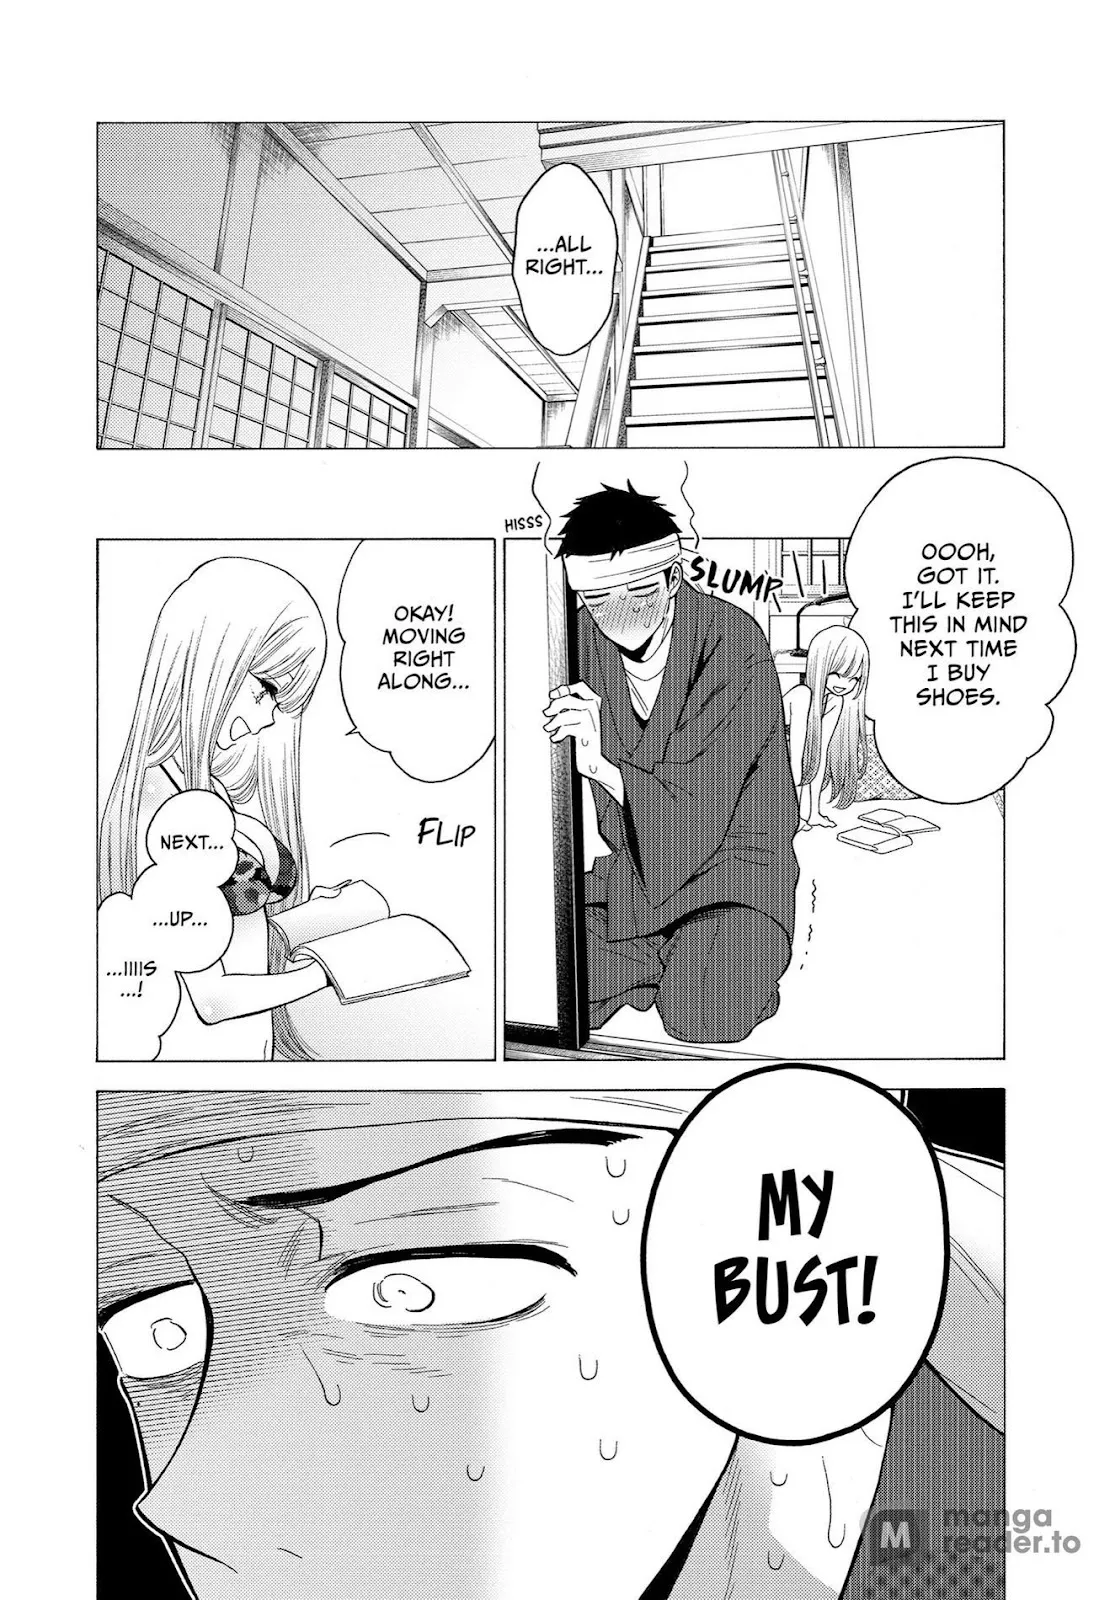 ...ALL
RIGHT...
HISSS
SLUMP
OOOH,
GOT IT.
I'LL KEEP
THIS IN MIND
NEXT TIME
I BUY
SHOES.
OKAY!
MOVING
RIGHT
ALONG...
FLIP
NEXT...
...UP...
...IIIIS
...!
MY
BUST!
M
manga
reader.to